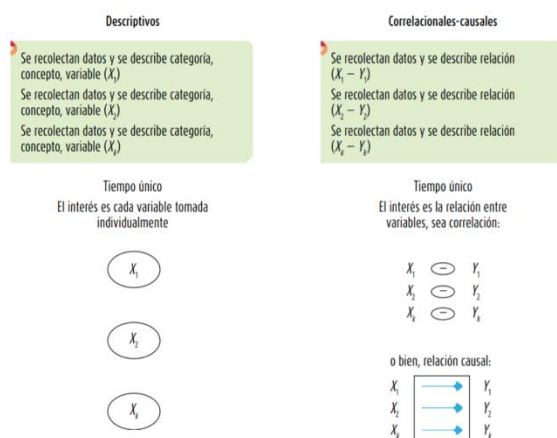 Descriptivos
Se recolectan datos y se describe categoría,
concepto, variable (X₁)
Se recolectan datos y se describe categoría,
concepto, variable (X₂)
Se recolectan datos y se describe categoría,
concepto, variable (Xₖ)
Tiempo único
El interés es cada variable tomada
individualmente
X₁
X₂
Xₖ
Correlacionales-causales
Se recolectan datos y se describe relación
(X₁ – Y₁)
Se recolectan datos y se describe relación
(X₂ – Y₂)
Se recolectan datos y se describe relación
(Xₖ – Yₖ)
Tiempo único
El interés es la relación entre
variables, sea correlación:
X₁ – Y₁
X₂ – Y₂
Xₖ – Yₖ
o bien, relación causal:
X₁ Y₁
X₂ Y₂
Xₖ Yₖ